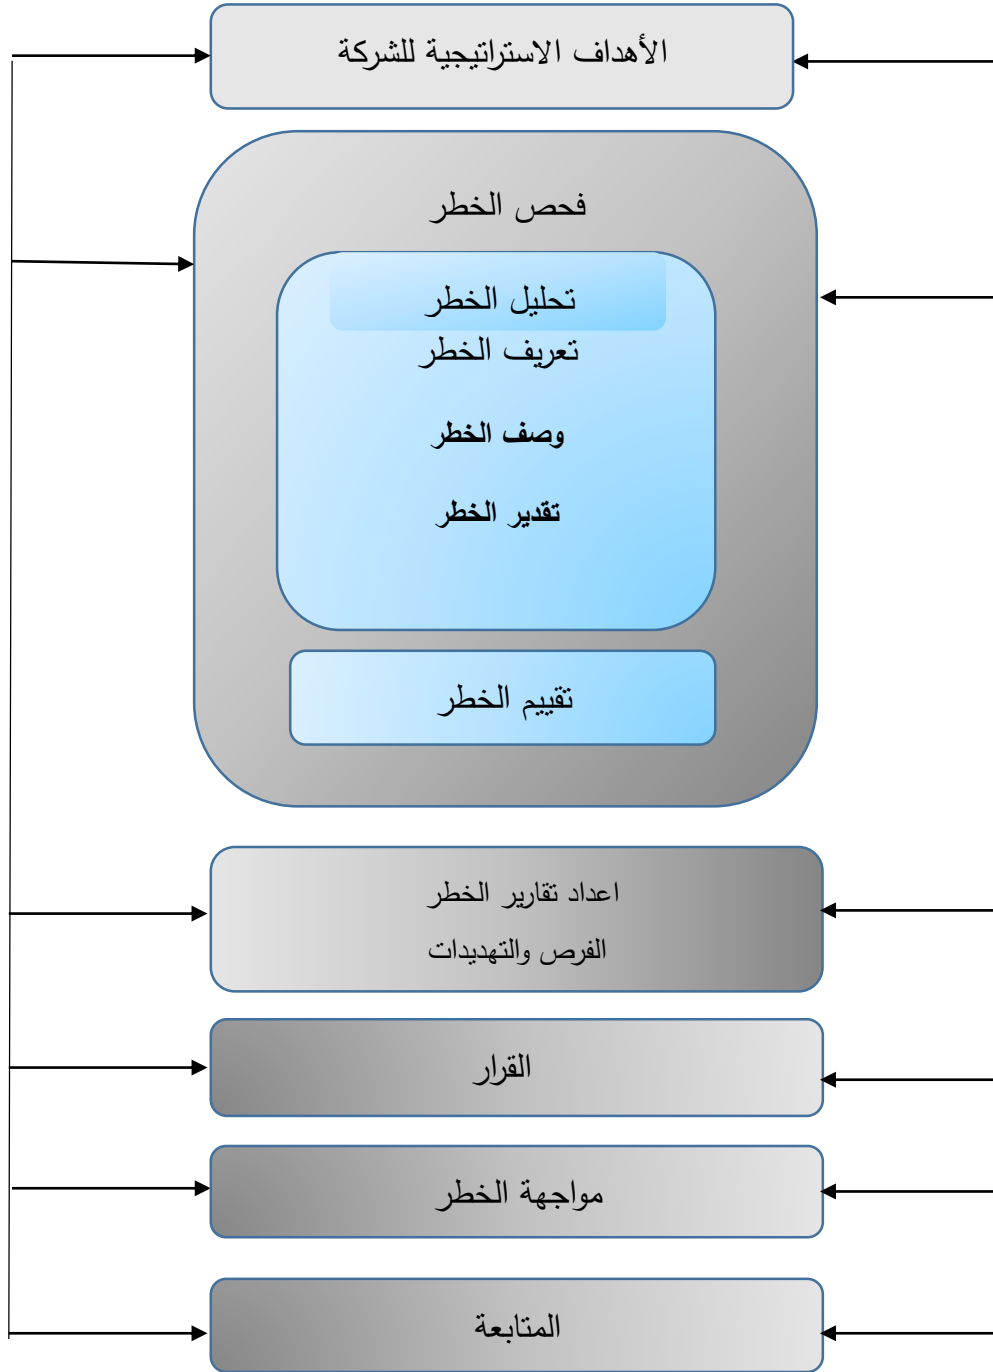 الأهداف الاستراتيجية للشركة
فحص الخطر
تحليل الخطر
تعريف الخطر
وصف الخطر
تقدير الخطر
تقييم الخطر
اعداد تقارير الخطر
الفرص والتهديدات
القرار
مواجهة الخطر
المتابعة